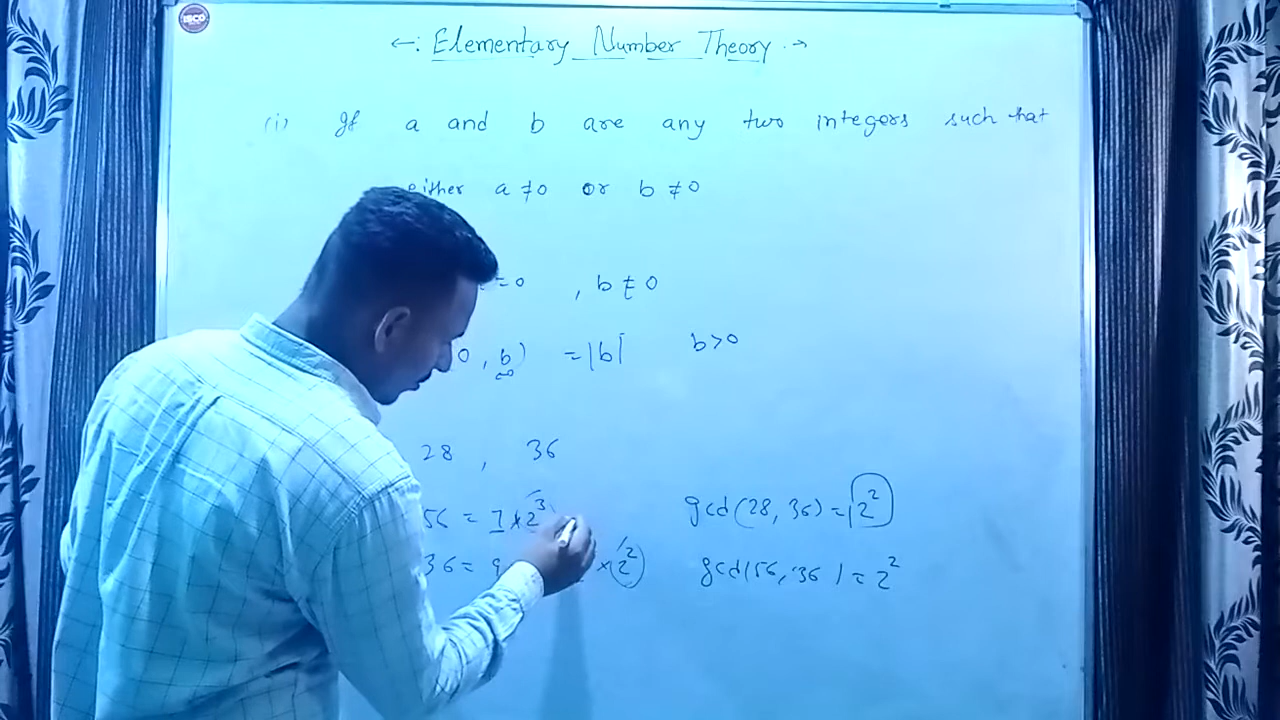 ISCO
←: Elementary Number Theory :→
(i) If a and b are any two integers such that
either a ≠ 0 or b ≠ 0
= 0 , b ≠ 0
0 , b) = |b| b > 0
28 , 36
56 = 7 × 2³ gcd(28, 36) = 2²
36 = 9 × 2² gcd(56, 36) = 2²